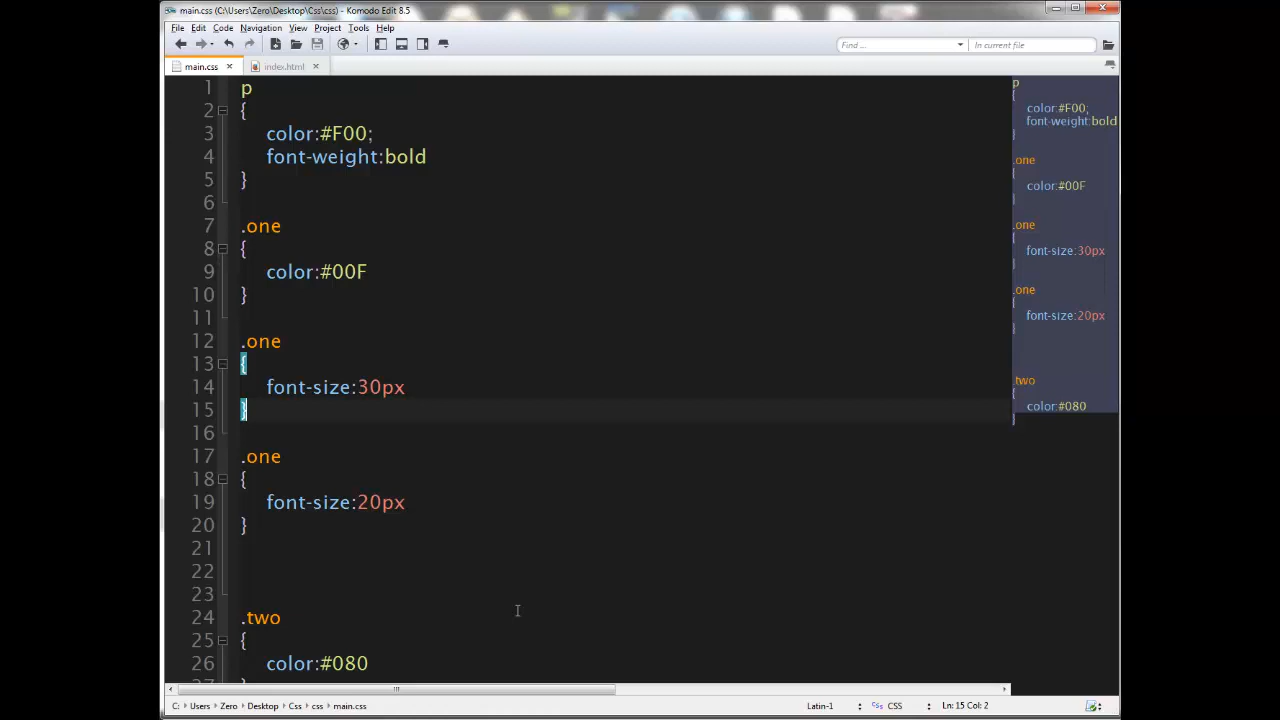 main.css (C:\Users\Zero\Desktop\Css\css) - Komodo Edit 8.5
File Edit Code Navigation View Project Tools Help
Find ... In current file
main.css index.html
1 p
2 {
3 color:#F00;
4 font-weight:bold
5 }
6
7 .one
8 {
9 color:#00F
10 }
11
12 .one
13 {
14 font-size:30px
15 }
16
17 .one
18 {
19 font-size:20px
20 }
21
22
23
24 .two
25 {
26 color:#080
p
{
color:#F00;
font-weight:bold
}
.one
{
color:#00F
}
.one
{
font-size:30px
}
.one
{
font-size:20px
}
.two
{
color:#080
}
C: Users Zero Desktop Css css main.css Latin-1 CSS Ln: 15 Col: 2